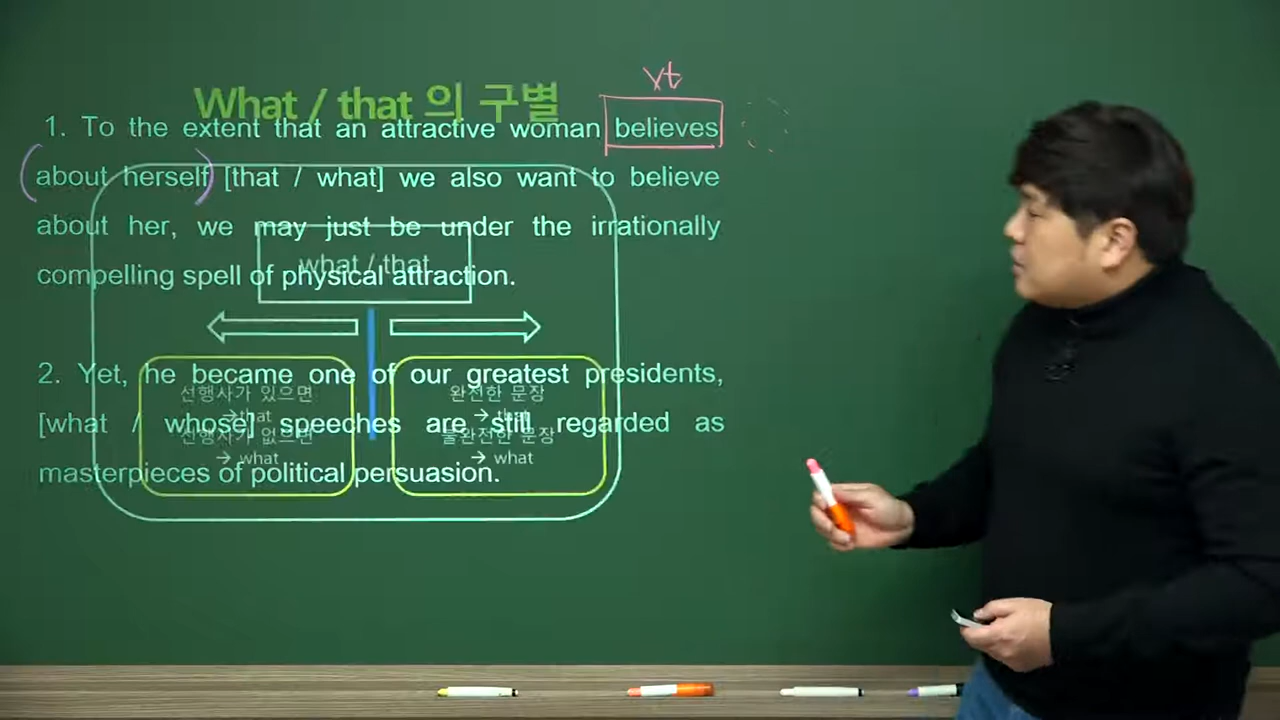 vt
What / that 의 구별
1. To the extent that an attractive woman believes
about herself [that / what] we also want to believe
about her, we may just be under the irrationally
compelling spell of physical attraction.
what / that
2. Yet, he became one of our greatest presidents,
[what / whose] speeches are still regarded as
masterpieces of political persuasion.
선행사가 있으면
→that
선행사가 없으면
→ what
완전한 문장
→ that
불완전한 문장
→ what